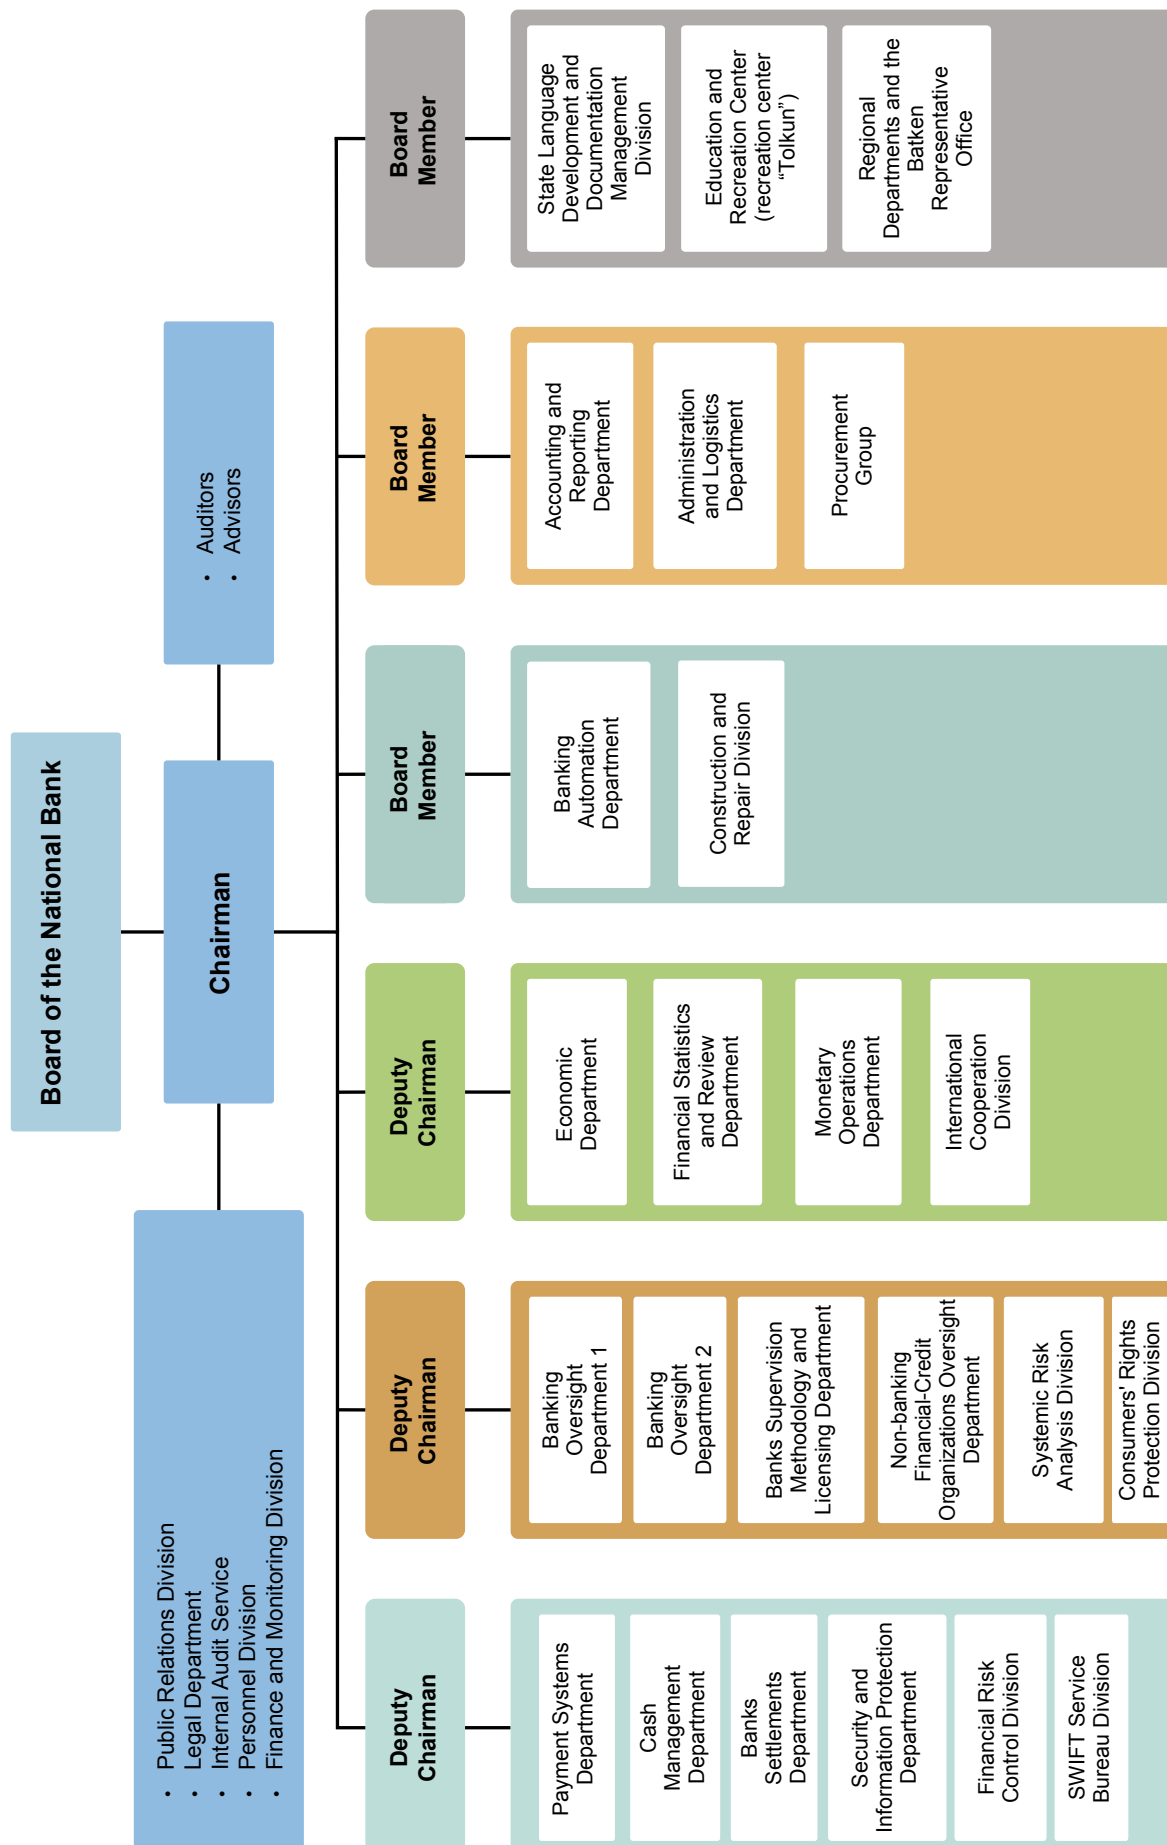 Board of the National Bank
Chairman
• Public Relations Division
• Legal Department
• Internal Audit Service
• Personnel Division
• Finance and Monitoring Division
• Auditors
• Advisors
Deputy
Chairman
Payment Systems
Department
Cash
Management
Department
Banks
Settlements
Department
Security and
Information Protection
Department
Financial Risk
Control Division
SWIFT Service
Bureau Division
Deputy
Chairman
Banking
Oversight
Department 1
Banking
Oversight
Department 2
Banks Supervision
Methodology and
Licensing Department
Non-banking
Financial-Credit
Organizations Oversight
Department
Systemic Risk
Analysis Division
Consumers' Rights
Protection Division
Deputy
Chairman
Economic
Department
Financial Statistics
and Review
Department
Monetary
Operations
Department
International
Cooperation
Division
Board
Member
Banking
Automation
Department
Construction and
Repair Division
Board
Member
Accounting and
Reporting
Department
Administration
and Logistics
Department
Procurement
Group
Board
Member
State Language
Development and
Documentation
Management
Division
Education and
Recreation Center
(recreation center
“Tolkun”)
Regional
Departments and the
Batken
Representative
Office